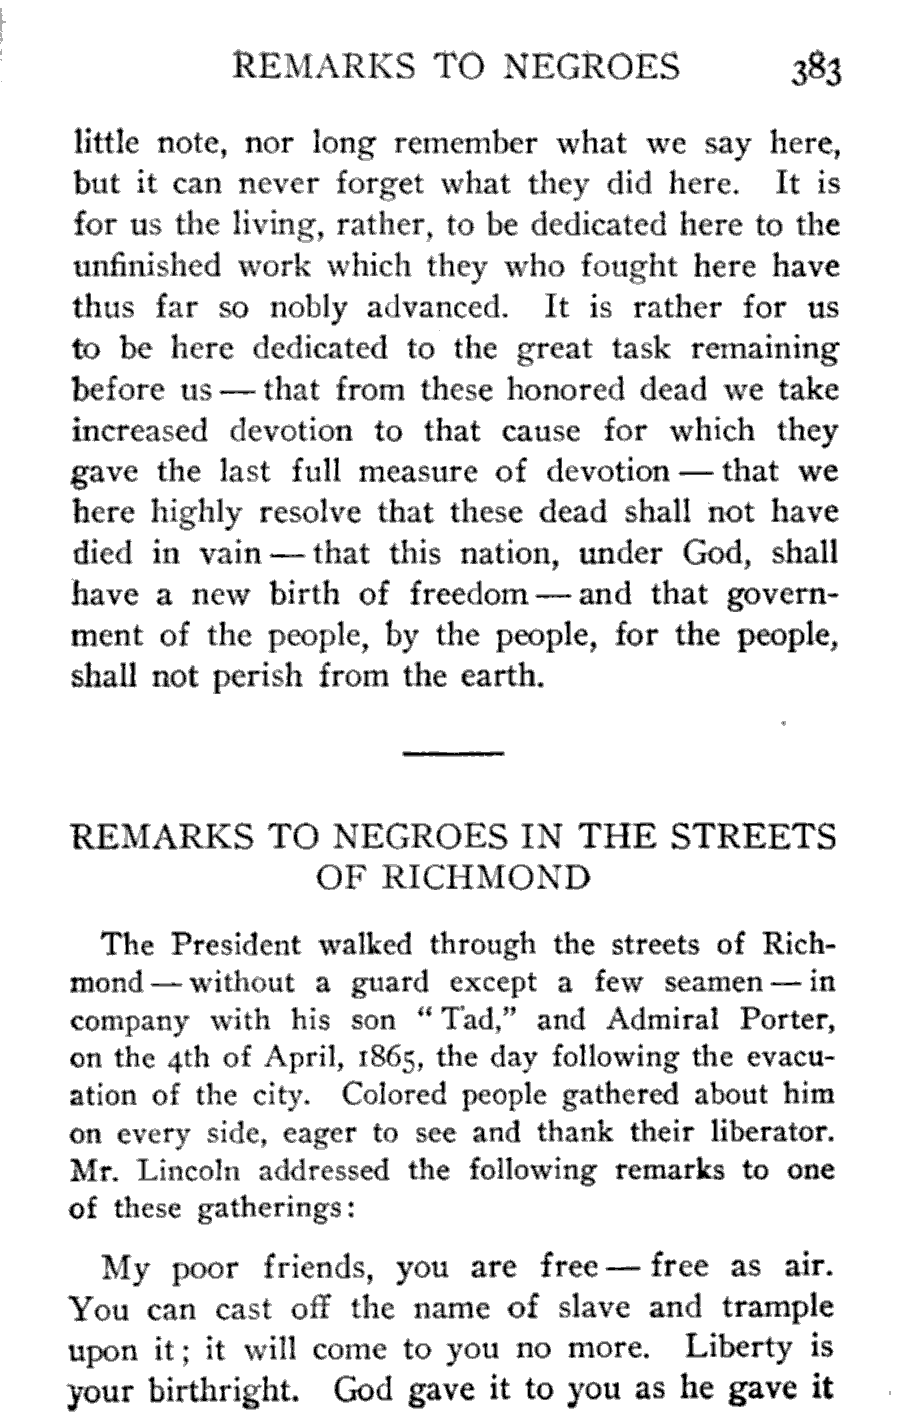 REMARKS TO NEGROES 383
little note, nor long remember what we say here,
but it can never forget what they did here. It is
for us the living, rather, to be dedicated here to the
unfinished work which they who fought here have
thus far so nobly advanced. It is rather for us
to be here dedicated to the great task remaining
before us — that from these honored dead we take
increased devotion to that cause for which they
gave the last full measure of devotion — that we
here highly resolve that these dead shall not have
died in vain — that this nation, under God, shall
have a new birth of freedom — and that govern-
ment of the people, by the people, for the people,
shall not perish from the earth.
REMARKS TO NEGROES IN THE STREETS
OF RICHMOND
The President walked through the streets of Rich-
mond — without a guard except a few seamen — in
company with his son “Tad,” and Admiral Porter,
on the 4th of April, 1865, the day following the evacu-
ation of the city. Colored people gathered about him
on every side, eager to see and thank their liberator.
Mr. Lincoln addressed the following remarks to one
of these gatherings:
My poor friends, you are free — free as air.
You can cast off the name of slave and trample
upon it; it will come to you no more. Liberty is
your birthright. God gave it to you as he gave it